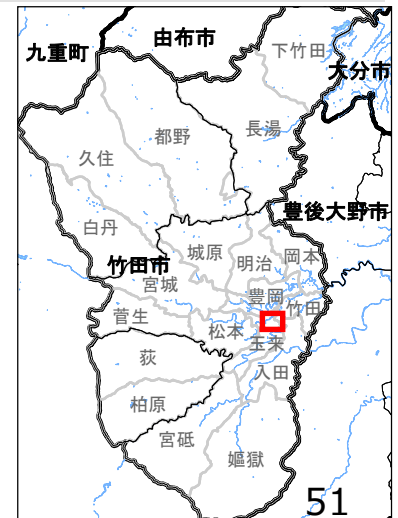 由布市
九重町
下竹田
大分市
長湯
都野
久住
豊後大野市
白丹
城原
岡本
明治
竹田市
宮城
豊岡
竹田
菅生
松本
玉来
荻
入田
柏原
宮砥
嫗獄
51